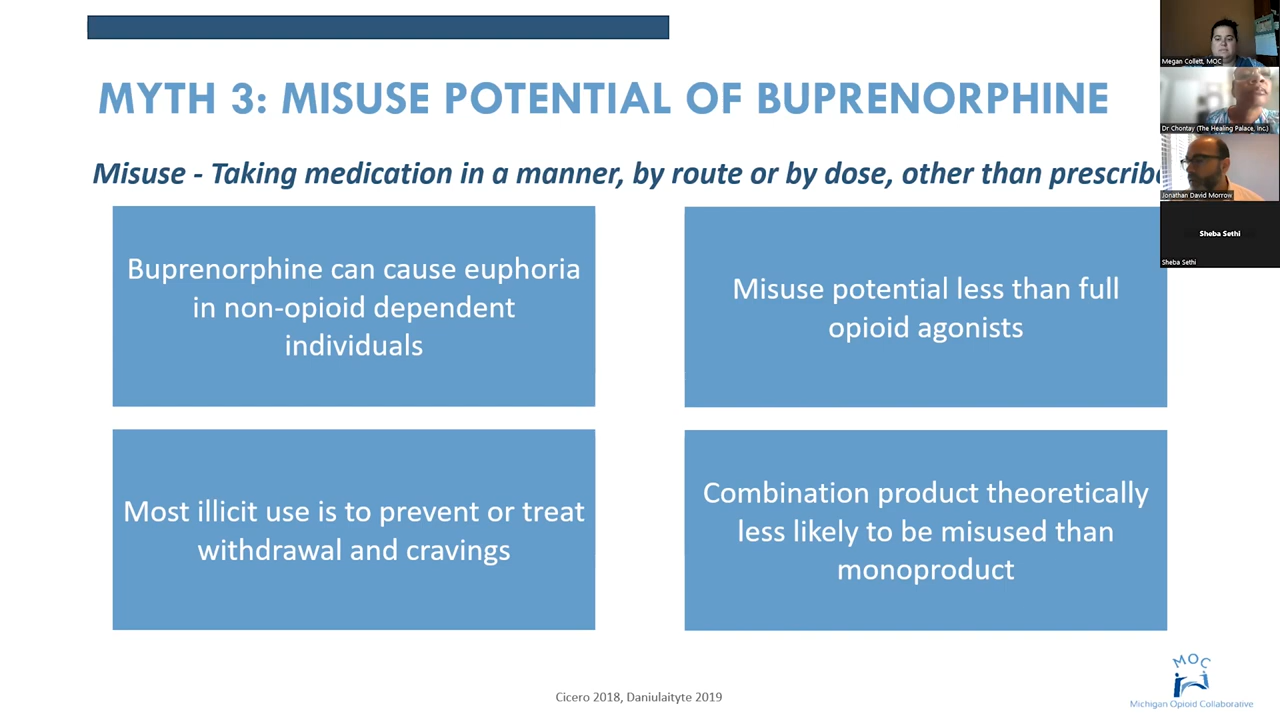 MYTH 3: MISUSE POTENTIAL OF BUPRENORPHINE
Misuse - Taking medication in a manner, by route or by dose, other than
Buprenorphine can cause euphoria
in non-opioid dependent
individuals
Misuse potential less than full
opioid agonists
Most illicit use is to prevent or treat
withdrawal and cravings
Combination product theoretically
less likely to be misused than
monoproduct
Cicero 2018, Daniulaityte 2019
MOC
Michigan Opioid Collaborative
Megan Collett, MOC
Dr Chontay (The Healing Palace, Inc.)
Jonathan David Morrow
Sheba Sethi
Sheba Sethi